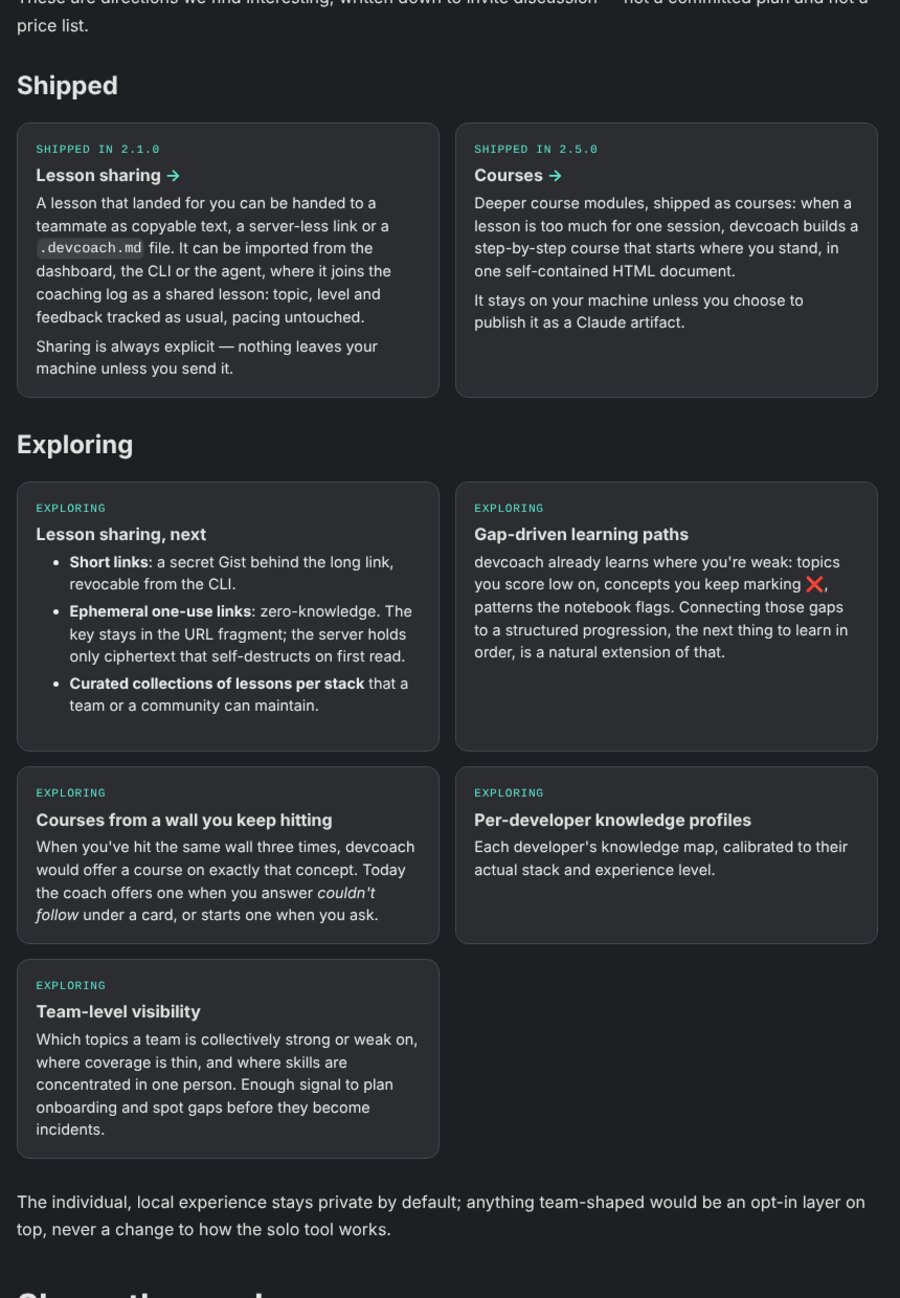 price list.
Shipped
SHIPPED IN 2.1.0
Lesson sharing →
A lesson that landed for you can be handed to a
teammate as copyable text, a server-less link or a
.devcoach.md file. It can be imported from the
dashboard, the CLI or the agent, where it joins the
coaching log as a shared lesson: topic, level and
feedback tracked as usual, pacing untouched.
Sharing is always explicit — nothing leaves your
machine unless you send it.
SHIPPED IN 2.5.0
Courses →
Deeper course modules, shipped as courses: when a
lesson is too much for one session, devcoach builds a
step-by-step course that starts where you stand, in
one self-contained HTML document.
It stays on your machine unless you choose to
publish it as a Claude artifact.
Exploring
EXPLORING
Lesson sharing, next
• Short links: a secret Gist behind the long link,
revocable from the CLI.
• Ephemeral one-use links: zero-knowledge. The
key stays in the URL fragment; the server holds
only ciphertext that self-destructs on first read.
• Curated collections of lessons per stack that a
team or a community can maintain.
EXPLORING
Gap-driven learning paths
devcoach already learns where you're weak: topics
you score low on, concepts you keep marking ❌,
patterns the notebook flags. Connecting those gaps
to a structured progression, the next thing to learn in
order, is a natural extension of that.
EXPLORING
Courses from a wall you keep hitting
When you've hit the same wall three times, devcoach
would offer a course on exactly that concept. Today
the coach offers one when you answer couldn't
follow under a card, or starts one when you ask.
EXPLORING
Per-developer knowledge profiles
Each developer's knowledge map, calibrated to their
actual stack and experience level.
EXPLORING
Team-level visibility
Which topics a team is collectively strong or weak on,
where coverage is thin, and where skills are
concentrated in one person. Enough signal to plan
onboarding and spot gaps before they become
incidents.
The individual, local experience stays private by default; anything team-shaped would be an opt-in layer on
top, never a change to how the solo tool works.